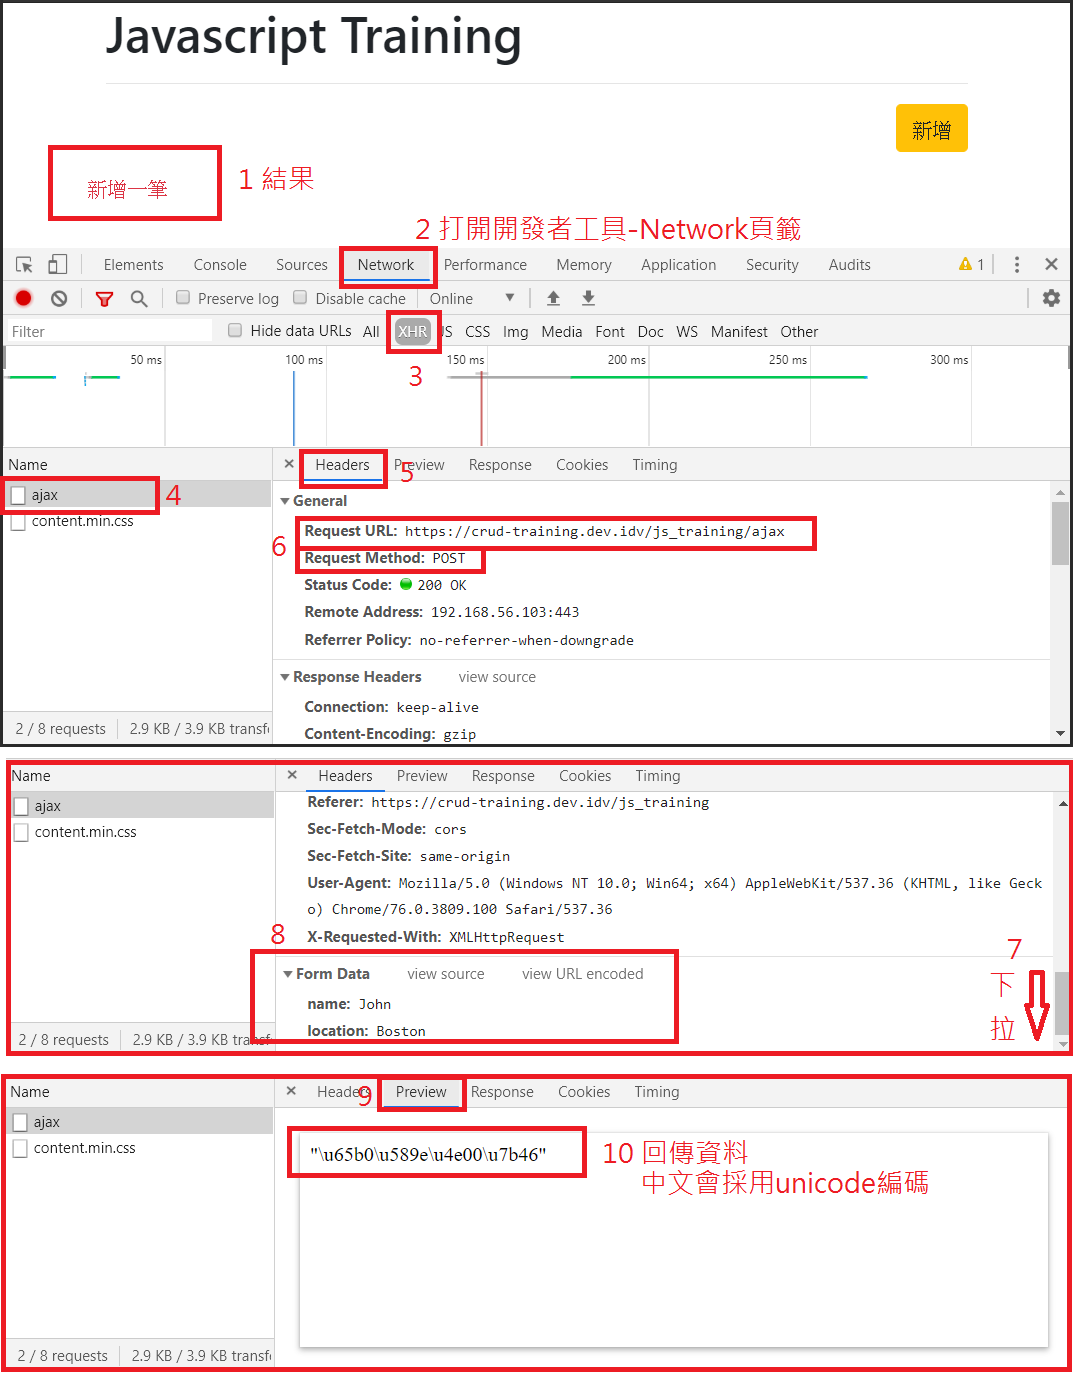 Javascript Training
新增
新增一筆
1 結果
2 打開開發者工具-Network頁籤
Elements Console Sources Network Performance Memory Application Security Audits 1
Preserve log Disable cache Online
Filter Hide data URLs All XHR JS CSS Img Media Font Doc WS Manifest Other
3
50 ms 100 ms 150 ms 200 ms 250 ms 300 ms
Name
ajax
4
content.min.css
2 / 8 requests 2.9 KB / 3.9 KB transfe
Headers 5 Preview Response Cookies Timing
General
6
Request URL: https://crud-training.dev.idv/js_training/ajax
Request Method: POST
Status Code: 200 OK
Remote Address: 192.168.56.103:443
Referrer Policy: no-referrer-when-downgrade
Response Headers view source
Connection: keep-alive
Content-Encoding: gzip
Name
ajax
content.min.css
2 / 8 requests 2.9 KB / 3.9 KB transfe
Headers Preview Response Cookies Timing
Referer: https://crud-training.dev.idv/js_training
Sec-Fetch-Mode: cors
Sec-Fetch-Site: same-origin
User-Agent: Mozilla/5.0 (Windows NT 10.0; Win64; x64) AppleWebKit/537.36 (KHTML, like Geck
o) Chrome/76.0.3809.100 Safari/537.36
X-Requested-With: XMLHttpRequest
8
Form Data view source view URL encoded
name: John
location: Boston
7
下
拉
Name
ajax
content.min.css
2 / 8 requests 2.9 KB / 3.9 KB transfe
Headers 9 Preview Response Cookies Timing
"\u65b0\u589e\u4e00\u7b46"
10 回傳資料
中文會採用unicode編碼